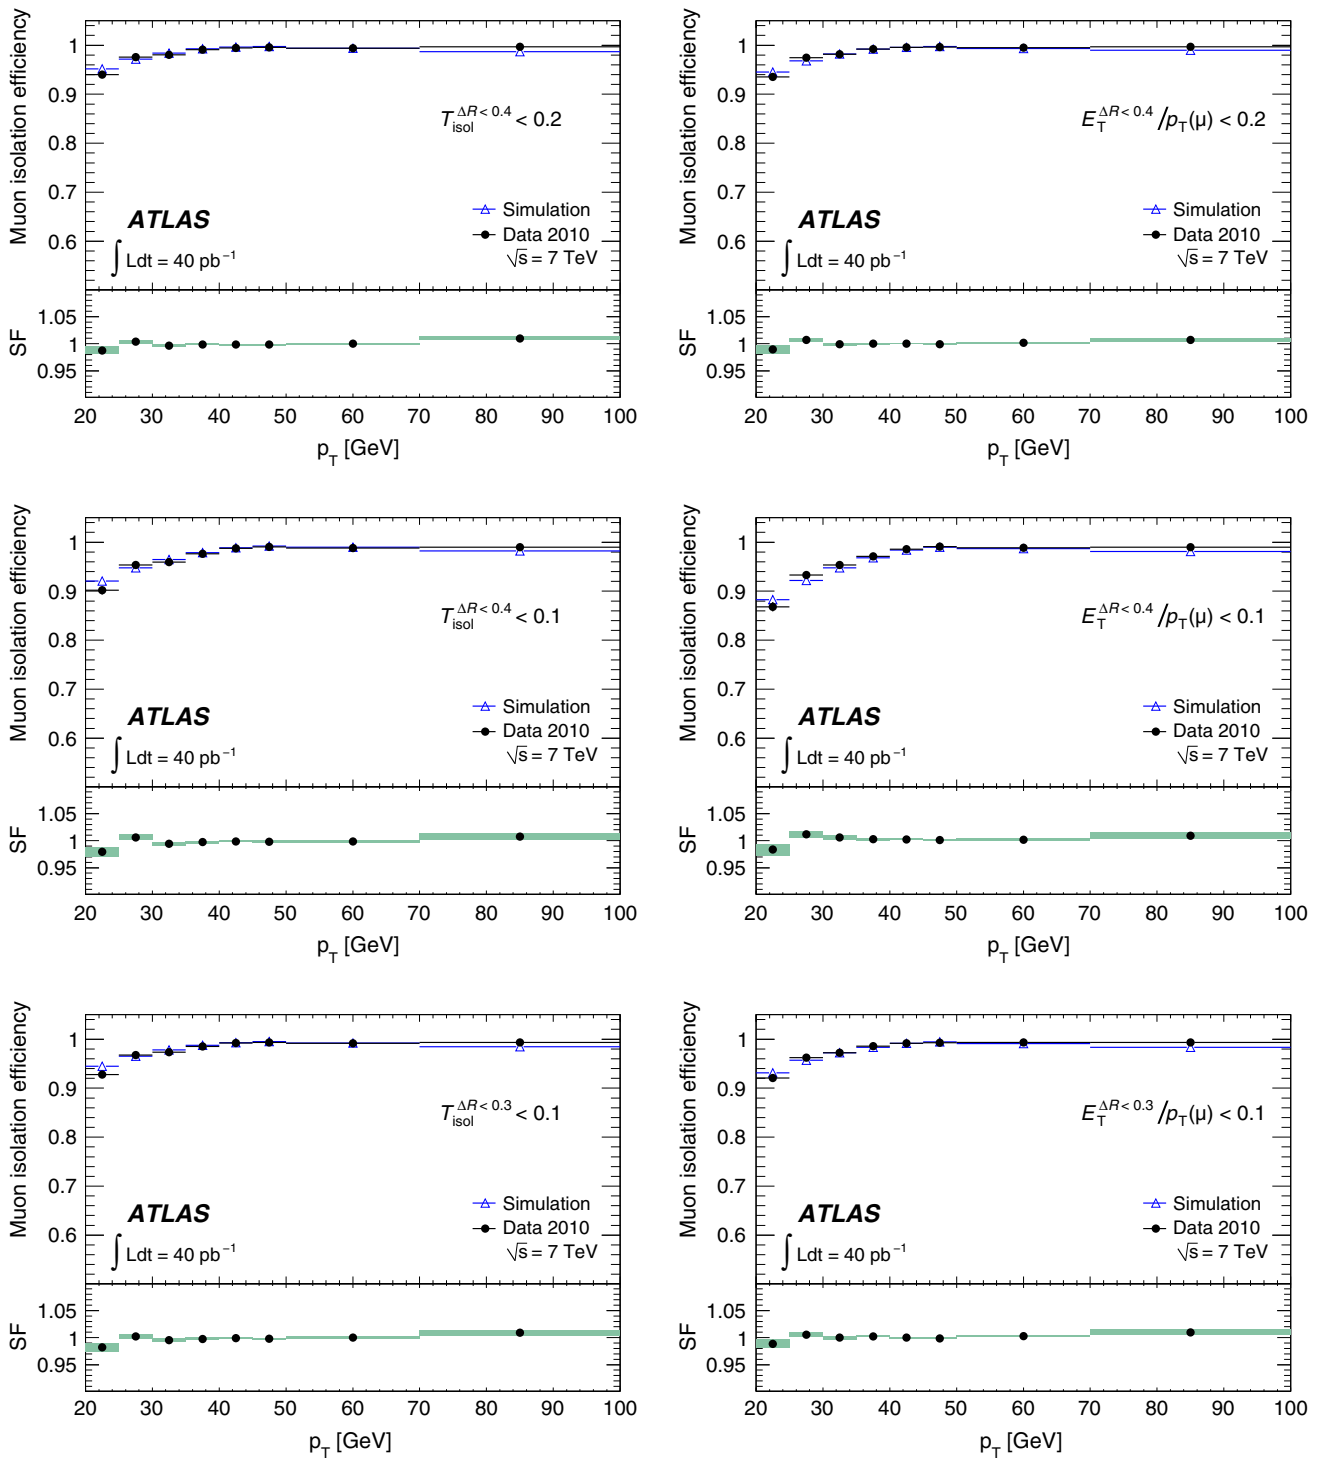 Muon isolation efficiency
1
0.9
0.8
0.7
0.6
T_isol^ΔR < 0.4 < 0.2
ATLAS
∫ Ldt = 40 pb⁻¹
Simulation
Data 2010
√s = 7 TeV
SF
1.05
1
0.95
20 30 40 50 60 70 80 90 100
p_T [GeV]
Muon isolation efficiency
1
0.9
0.8
0.7
0.6
E_T^ΔR < 0.4 /p_T(μ) < 0.2
ATLAS
∫ Ldt = 40 pb⁻¹
Simulation
Data 2010
√s = 7 TeV
SF
1.05
1
0.95
20 30 40 50 60 70 80 90 100
p_T [GeV]
Muon isolation efficiency
1
0.9
0.8
0.7
0.6
T_isol^ΔR < 0.4 < 0.1
ATLAS
∫ Ldt = 40 pb⁻¹
Simulation
Data 2010
√s = 7 TeV
SF
1.05
1
0.95
20 30 40 50 60 70 80 90 100
p_T [GeV]
Muon isolation efficiency
1
0.9
0.8
0.7
0.6
E_T^ΔR < 0.4 /p_T(μ) < 0.1
ATLAS
∫ Ldt = 40 pb⁻¹
Simulation
Data 2010
√s = 7 TeV
SF
1.05
1
0.95
20 30 40 50 60 70 80 90 100
p_T [GeV]
Muon isolation efficiency
1
0.9
0.8
0.7
0.6
T_isol^ΔR < 0.3 < 0.1
ATLAS
∫ Ldt = 40 pb⁻¹
Simulation
Data 2010
√s = 7 TeV
SF
1.05
1
0.95
20 30 40 50 60 70 80 90 100
p_T [GeV]
Muon isolation efficiency
1
0.9
0.8
0.7
0.6
E_T^ΔR < 0.3 /p_T(μ) < 0.1
ATLAS
∫ Ldt = 40 pb⁻¹
Simulation
Data 2010
√s = 7 TeV
SF
1.05
1
0.95
20 30 40 50 60 70 80 90 100
p_T [GeV]